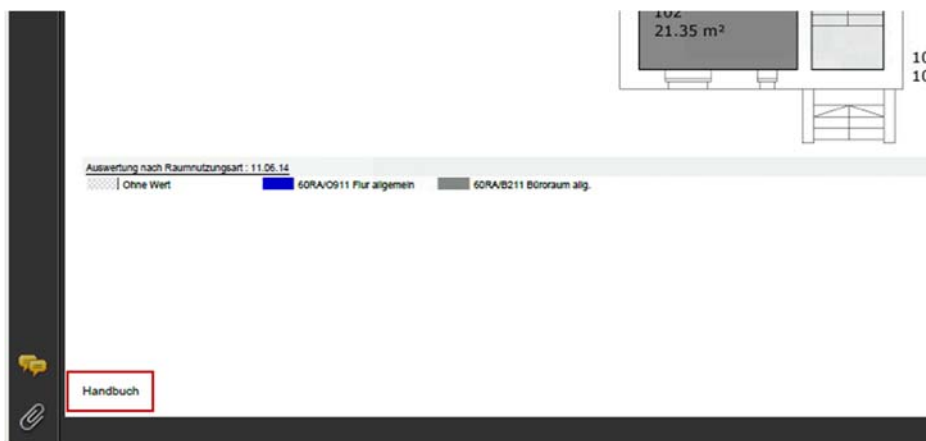 102
21.35 m²
10
10
Auswertung nach Raumnutzungsart : 11.06.14
Ohne Wert
60RA/O911 Flur allgemein
60RA/B211 Büroraum allg.
Handbuch